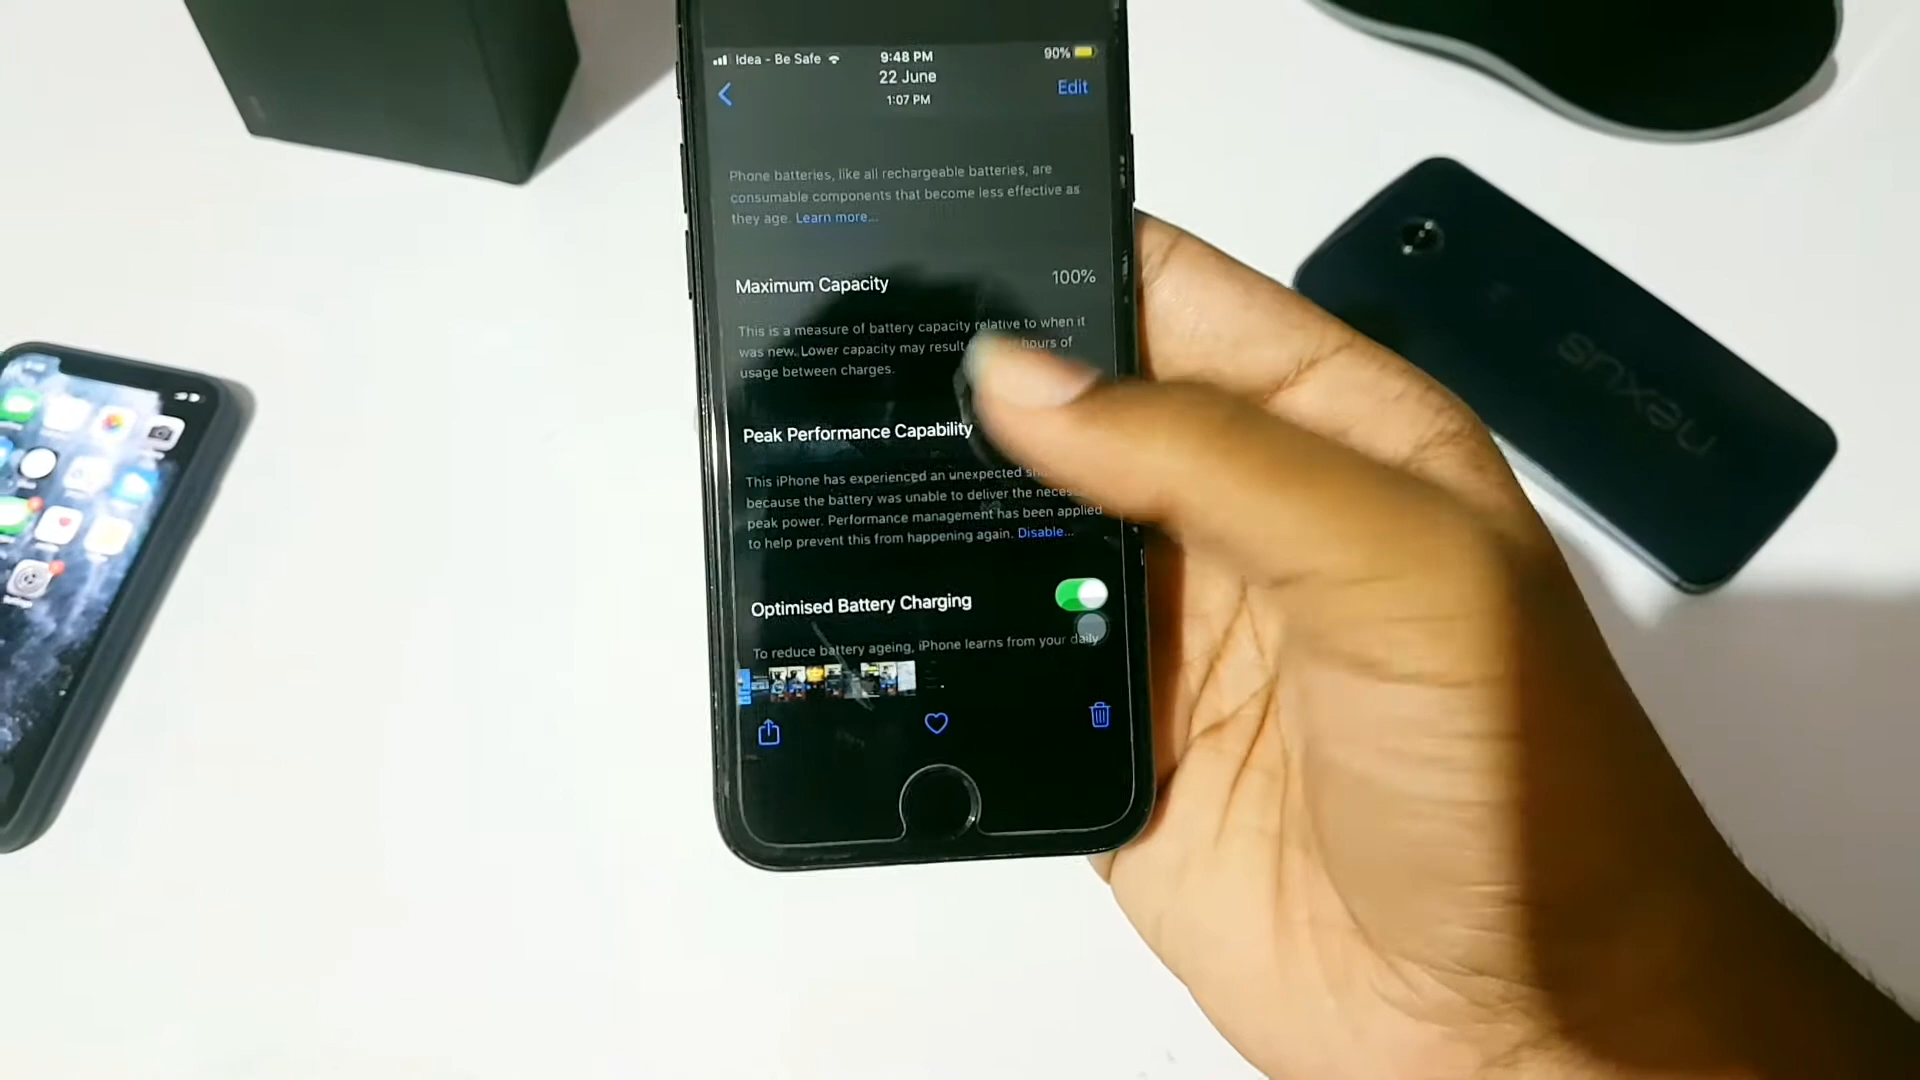 Idea - Be Safe 9:48 PM 90%
22 June
1:07 PM
Edit
Phone batteries, like all rechargeable batteries, are
consumable components that become less effective as
they age. Learn more...
Maximum Capacity 100%
This is a measure of battery capacity relative to when it
was new. Lower capacity may result hours of
usage between charges.
Peak Performance Capability
This iPhone has experienced an unexpected
because the battery was unable to deliver the
peak power. Performance management has been applied
to help prevent this from happening again. Disable...
Optimised Battery Charging
To reduce battery ageing, iPhone learns from your daily
nexus